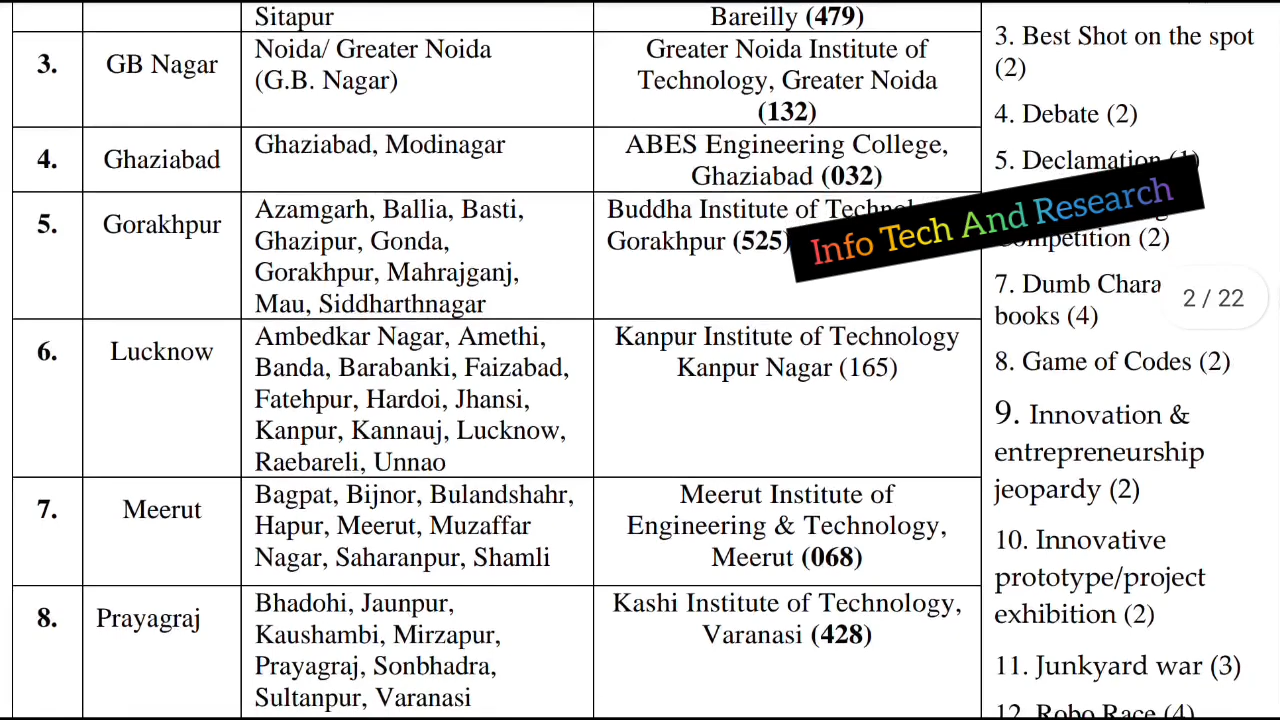 Sitapur
Bareilly (479)
3.
GB Nagar
Noida/ Greater Noida
(G.B. Nagar)
Greater Noida Institute of
Technology, Greater Noida
(132)
4.
Ghaziabad
Ghaziabad, Modinagar
ABES Engineering College,
Ghaziabad (032)
5.
Gorakhpur
Azamgarh, Ballia, Basti,
Ghazipur, Gonda,
Gorakhpur, Mahrajganj,
Mau, Siddharthnagar
Buddha Institute of
Gorakhpur (525)
6.
Lucknow
Ambedkar Nagar, Amethi,
Banda, Barabanki, Faizabad,
Fatehpur, Hardoi, Jhansi,
Kanpur, Kannauj, Lucknow,
Raebareli, Unnao
Kanpur Institute of Technology
Kanpur Nagar (165)
7.
Meerut
Bagpat, Bijnor, Bulandshahr,
Hapur, Meerut, Muzaffar
Nagar, Saharanpur, Shamli
Meerut Institute of
Engineering & Technology,
Meerut (068)
8.
Prayagraj
Bhadohi, Jaunpur,
Kaushambi, Mirzapur,
Prayagraj, Sonbhadra,
Sultanpur, Varanasi
Kashi Institute of Technology,
Varanasi (428)
3. Best Shot on the spot
(2)
4. Debate (2)
5. Declamation
(2)
7. Dumb
books (4)
8. Game of Codes (2)
9. Innovation &
entrepreneurship
jeopardy (2)
10. Innovative
prototype/project
exhibition (2)
11. Junkyard war (3)
12. Robo Race (4)
Info Tech And Research
2 / 22